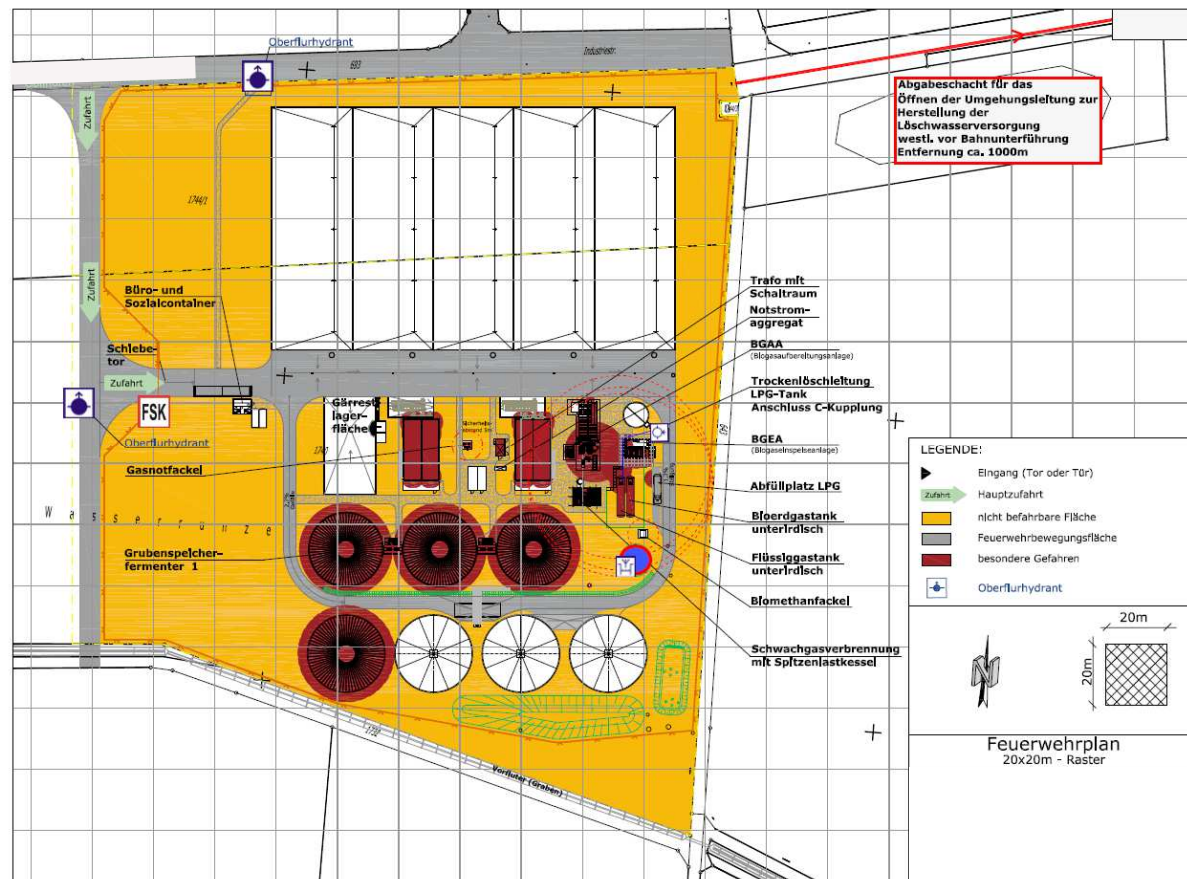 Oberflurhydrant
Industriestr.
693
Zufahrt
1744/1
Abgabeschacht für das
Öffnen der Umgehungsleitung zur
Herstellung der
Löschwasserversorgung
westl. vor Bahnunterführung
Entfernung ca. 1000m
Zufahrt
Büro- und
Sozialcontainer
Trafo mit
Schaltraum
Notstrom-
aggregat
Schiebe-
tor
BGAA
(Biogasaufbereitungsanlage)
Zufahrt
FSK
Gärrest-
lager-
fläche
Trockenlöschleitung
LPG-Tank
Anschluss C-Kupplung
Oberflurhydrant
BGEA
(Biogaseinspeiseanlage)
Gasnotfackel
Abfüllplatz LPG
Wasserrünze
Bioerdgastank
unterirdisch
Grubenspeicher-
fermenter 1
Flüssiggastank
unterirdisch
Biomethanfackel
Schwachgasverbrennung
mit Spitzenlastkessel
Vorfluter (Graben)
LEGENDE:
Eingang (Tor oder Tür)
Zufahrt
Hauptzufahrt
nicht befahrbare Fläche
Feuerwehrbewegungsfläche
besondere Gefahren
Oberflurhydrant
N
20m
20m
Feuerwehrplan
20x20m - Raster